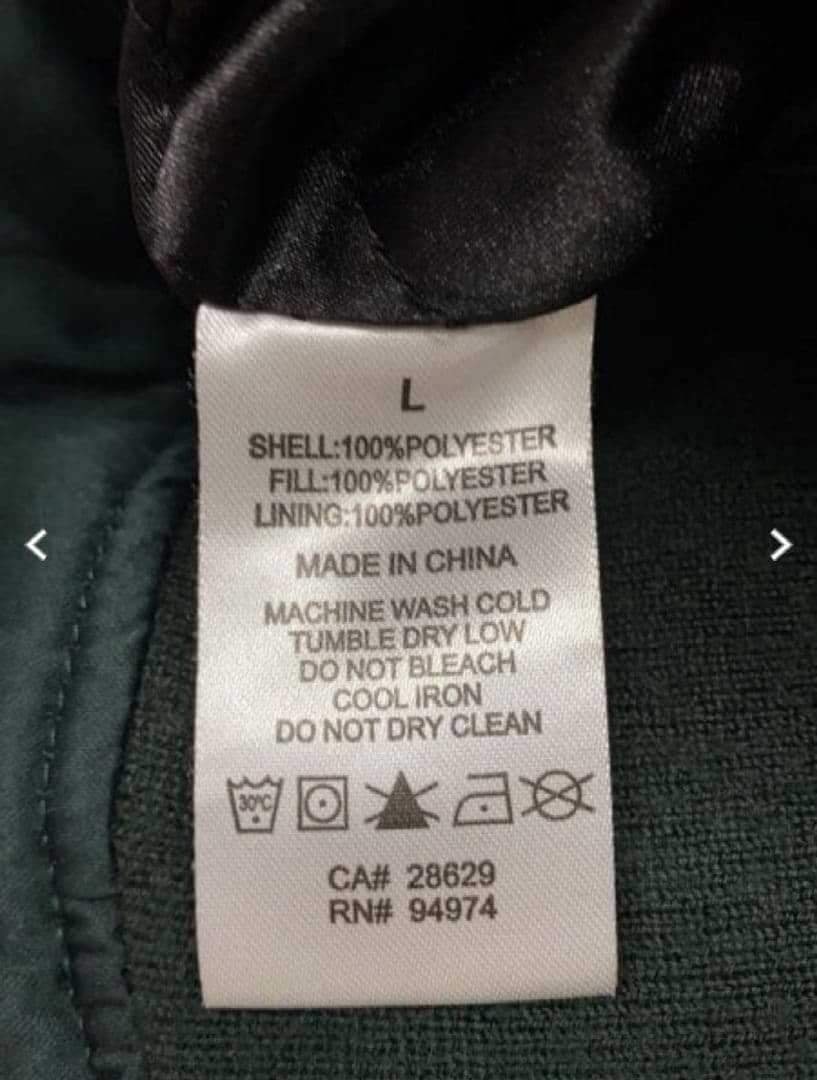 L
SHELL:100%POLYESTER
FILL:100%POLYESTER
LINING:100%POLYESTER
MADE IN CHINA
MACHINE WASH COLD
TUMBLE DRY LOW
DO NOT BLEACH
COOL IRON
DO NOT DRY CLEAN
30°C
CA# 28629
RN# 94974